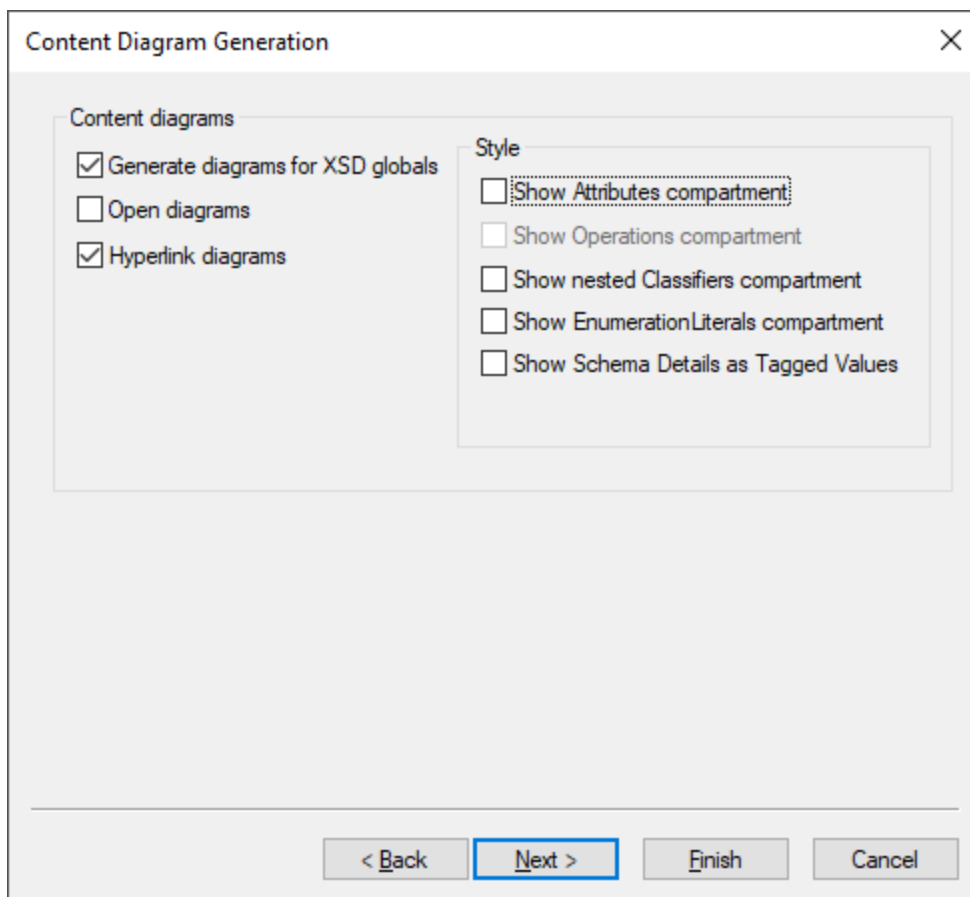 Content Diagram Generation
Content diagrams
Generate diagrams for XSD globals
Open diagrams
Hyperlink diagrams
Style
Show Attributes compartment
Show Operations compartment
Show nested Classifiers compartment
Show EnumerationLiterals compartment
Show Schema Details as Tagged Values
< Back
Next >
Finish
Cancel